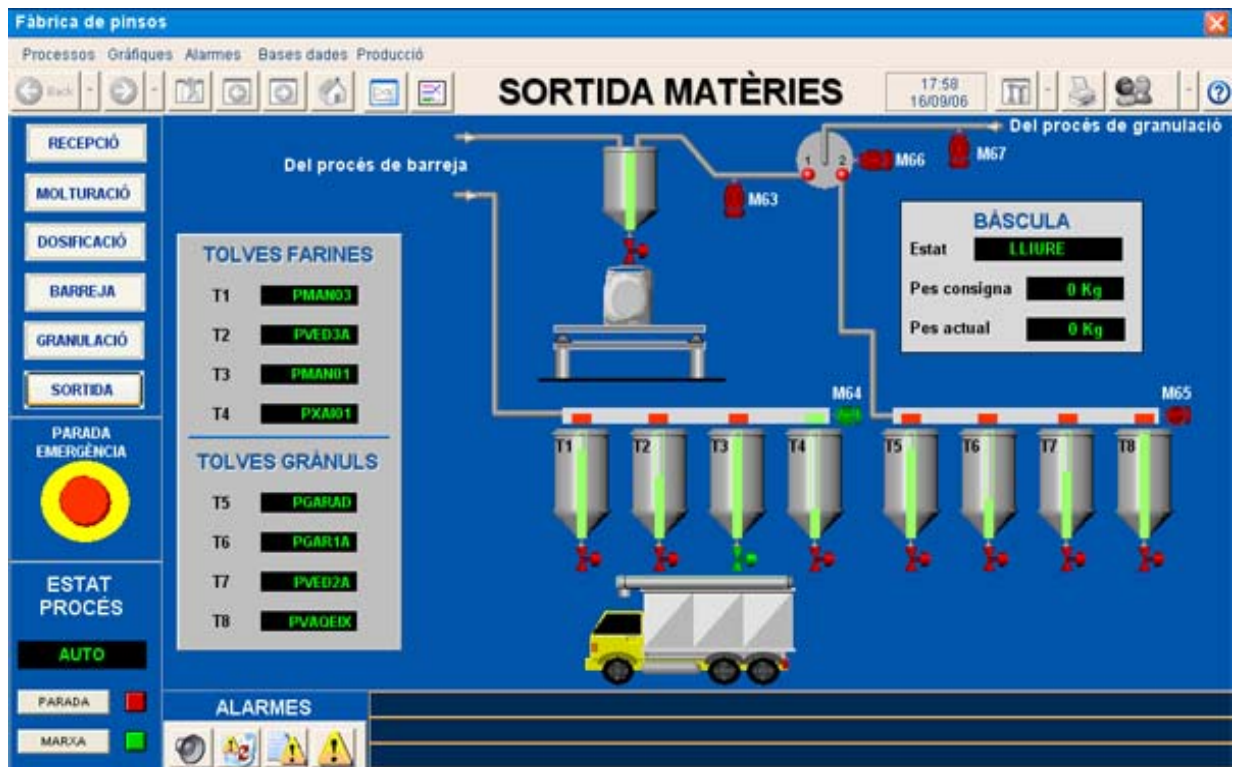 Fàbrica de pinsos
Processos Gràfiques Alarmes Bases dades Producció
Back
SORTIDA MATÈRIES
17:58
16/09/06
RECEPCIÓ
MOLTURACIÓ
DOSIFICACIÓ
BARREJA
GRANULACIÓ
SORTIDA
PARADA
EMERGÈNCIA
ESTAT
PROCÉS
AUTO
PARADA
MARXA
Del procés de barreja
Del procés de granulació
1 2
M66
M67
M63
BÀSCULA
Estat LLIURE
Pes consigna 0 Kg
Pes actual 0 Kg
TOLVES FARINES
T1 PMAN03
T2 PVED3A
T3 PMAN01
T4 PXAI01
TOLVES GRÀNULS
T5 PGARAD
T6 PGAR1A
T7 PVED2A
T8 PVAQEIX
M64
M65
T1 T2 T3 T4 T5 T6 T7 T8
ALARMES